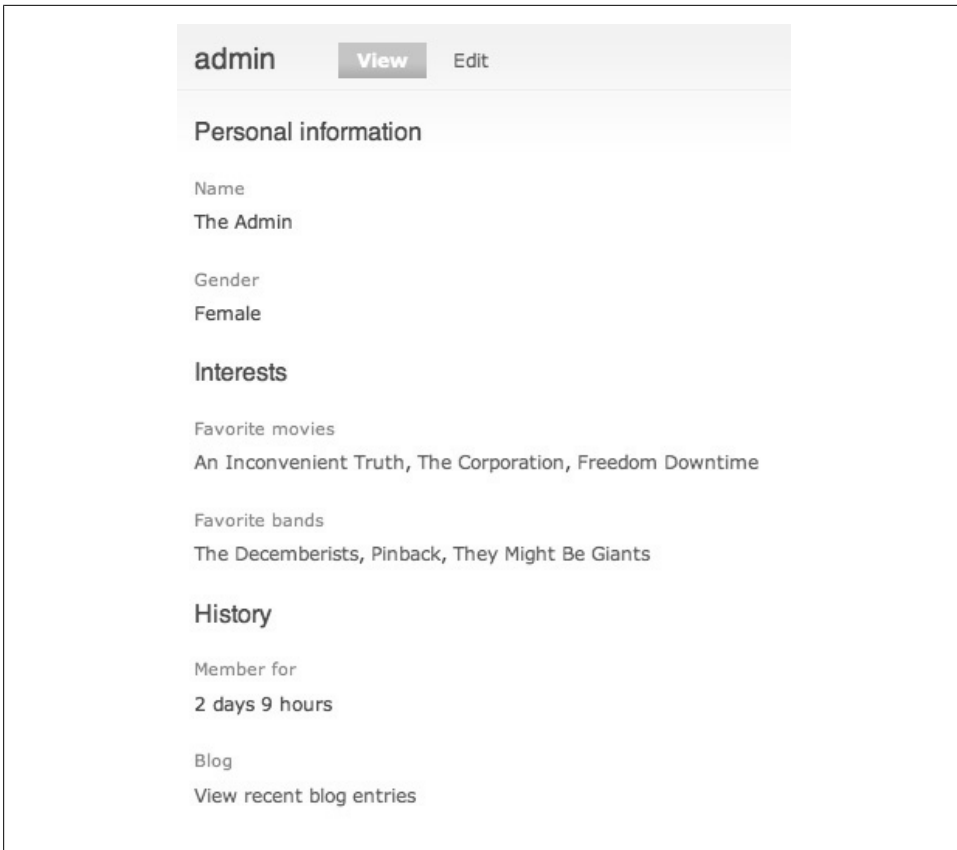 admin View Edit
Personal information
Name
The Admin
Gender
Female
Interests
Favorite movies
An Inconvenient Truth, The Corporation, Freedom Downtime
Favorite bands
The Decemberists, Pinback, They Might Be Giants
History
Member for
2 days 9 hours
Blog
View recent blog entries